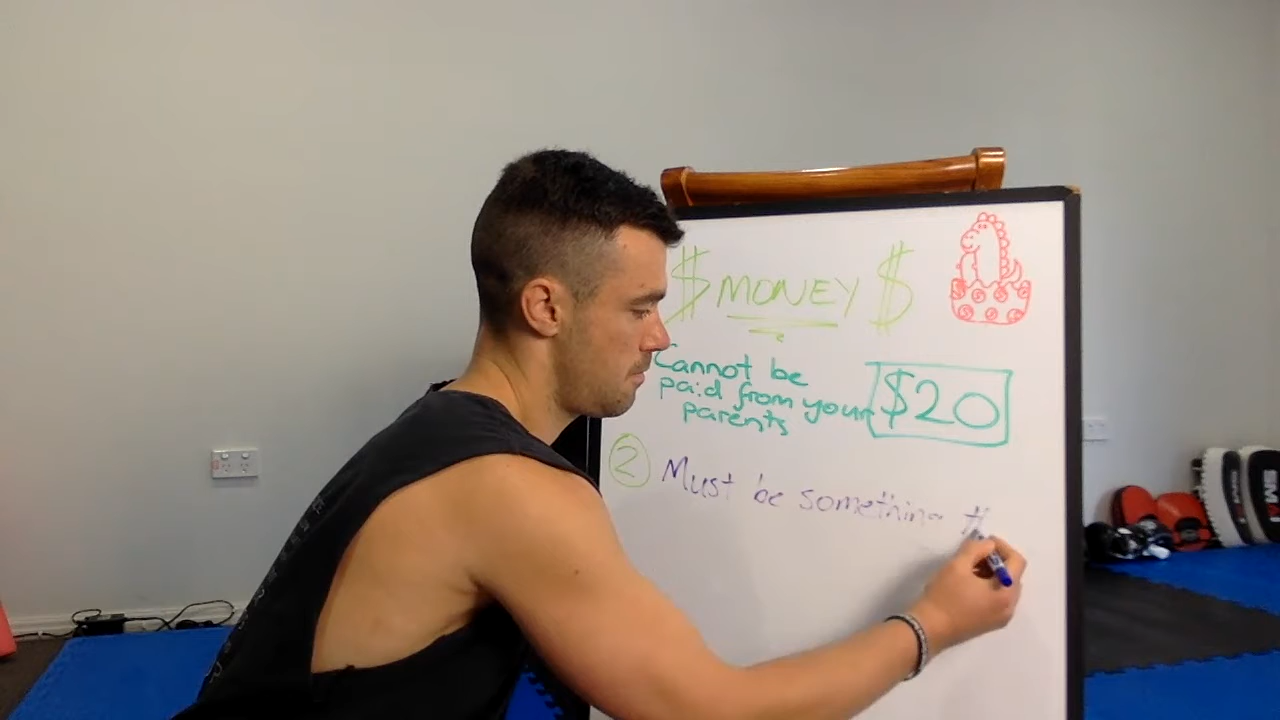 $ MONEY $
Cannot be
paid from your
parents
$20
2 Must be something